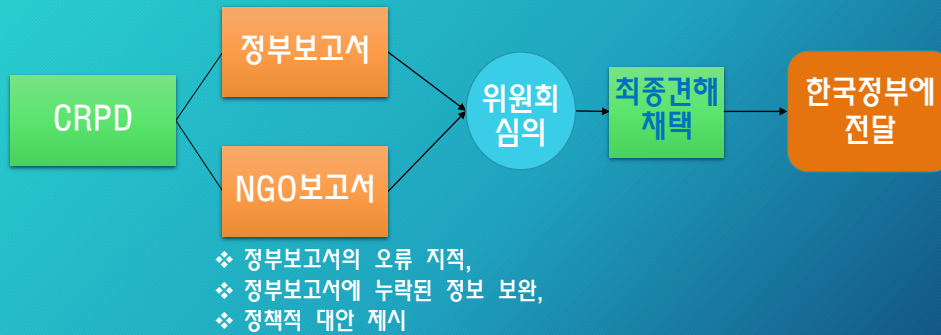 CRPD
정부보고서
NGO보고서
❖ 정부보고서의 오류 지적,
❖ 정부보고서에 누락된 정보 보완,
❖ 정책적 대안 제시
위원회
심의
최종견해
채택
한국정부에
전달